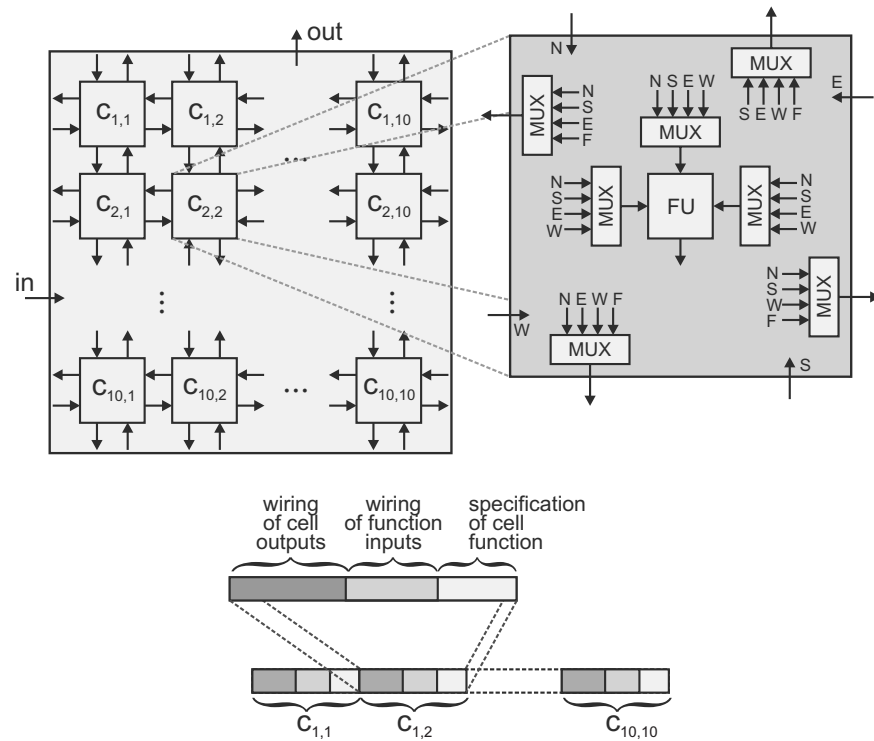 out
in
C1,1
C1,2
C1,10
...
C2,1
C2,2
C2,10
...
...
C10,1
C10,2
...
C10,10
N
MUX
S E W F
E
MUX
N
S
E
F
N S E W
MUX
N
S
E
W
MUX
FU
MUX
N
S
E
W
N
S
W
F
MUX
W
N E W F
MUX
S
wiring
of cell
outputs
wiring
of function
inputs
specification
of cell
function
C1,1
C1,2
C10,10